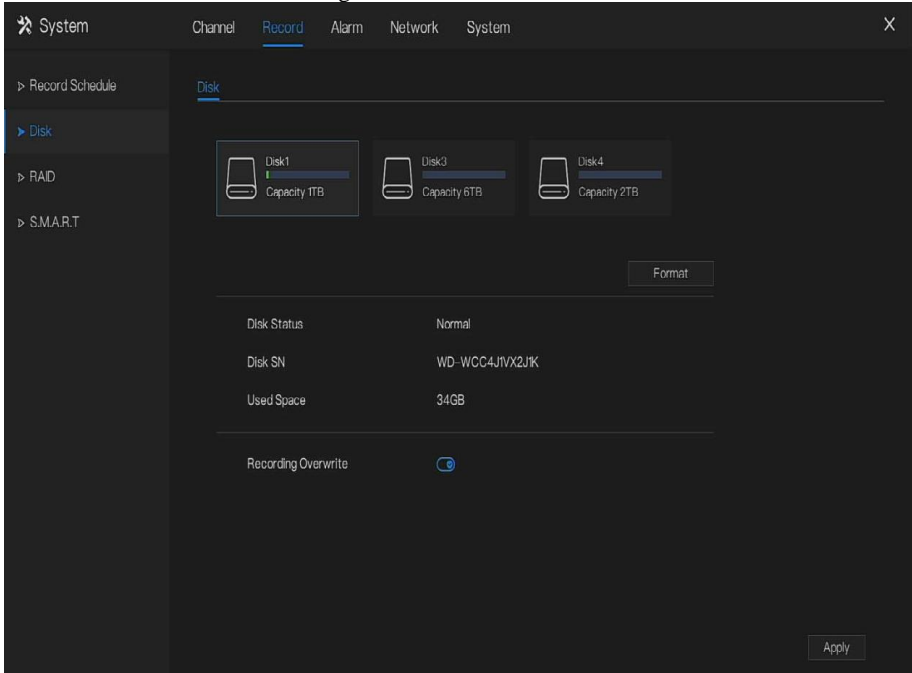 System Channel Record Alarm Network System X
Record Schedule
Disk
RAID
S.M.A.R.T
Disk
Disk1
Capacity 1TB
Disk3
Capacity 6TB
Disk4
Capacity 2TB
Format
Disk Status Normal
Disk SN WD-WCC4J1VX2J1K
Used Space 34GB
Recording Overwrite
Apply